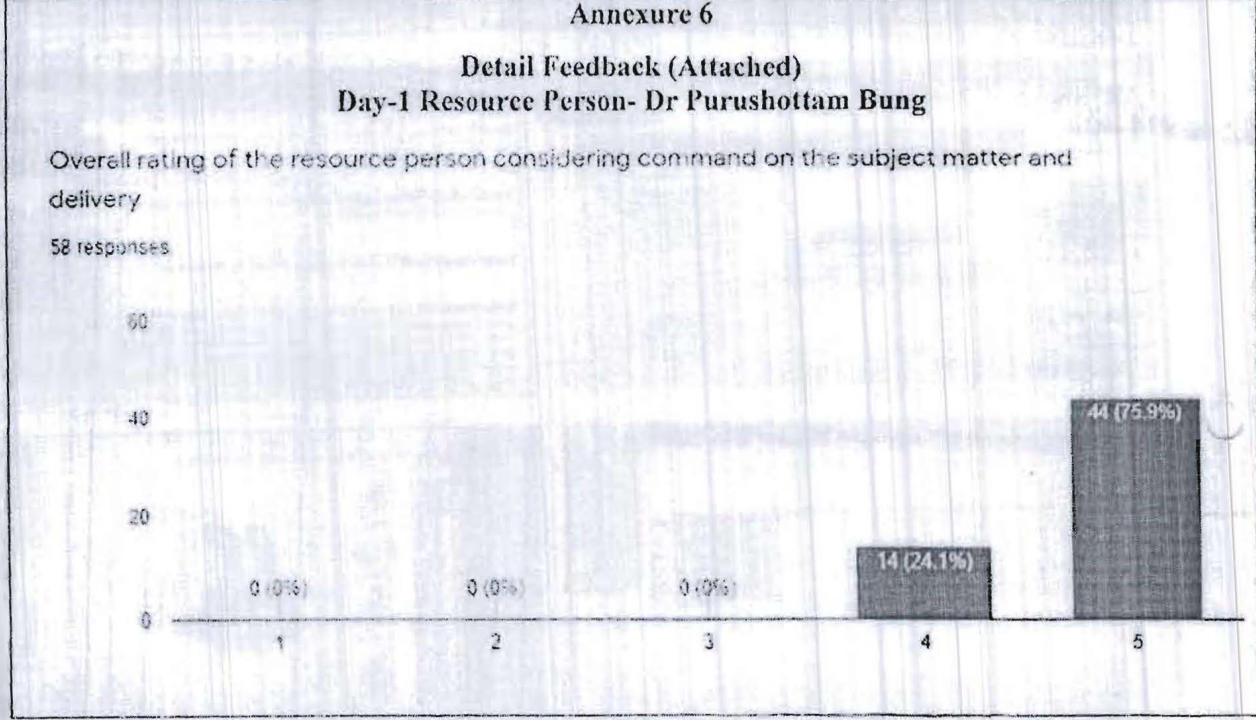 Annexure 6
Detail Feedback (Attached)
Day-1 Resource Person- Dr Purushottam Bung
Overall rating of the resource person considering command on the subject matter and
delivery
58 responses
60
40
20
0
0 (0%)
0 (0%)
0 (0%)
14 (24.1%)
44 (75.9%)
1
2
3
4
5